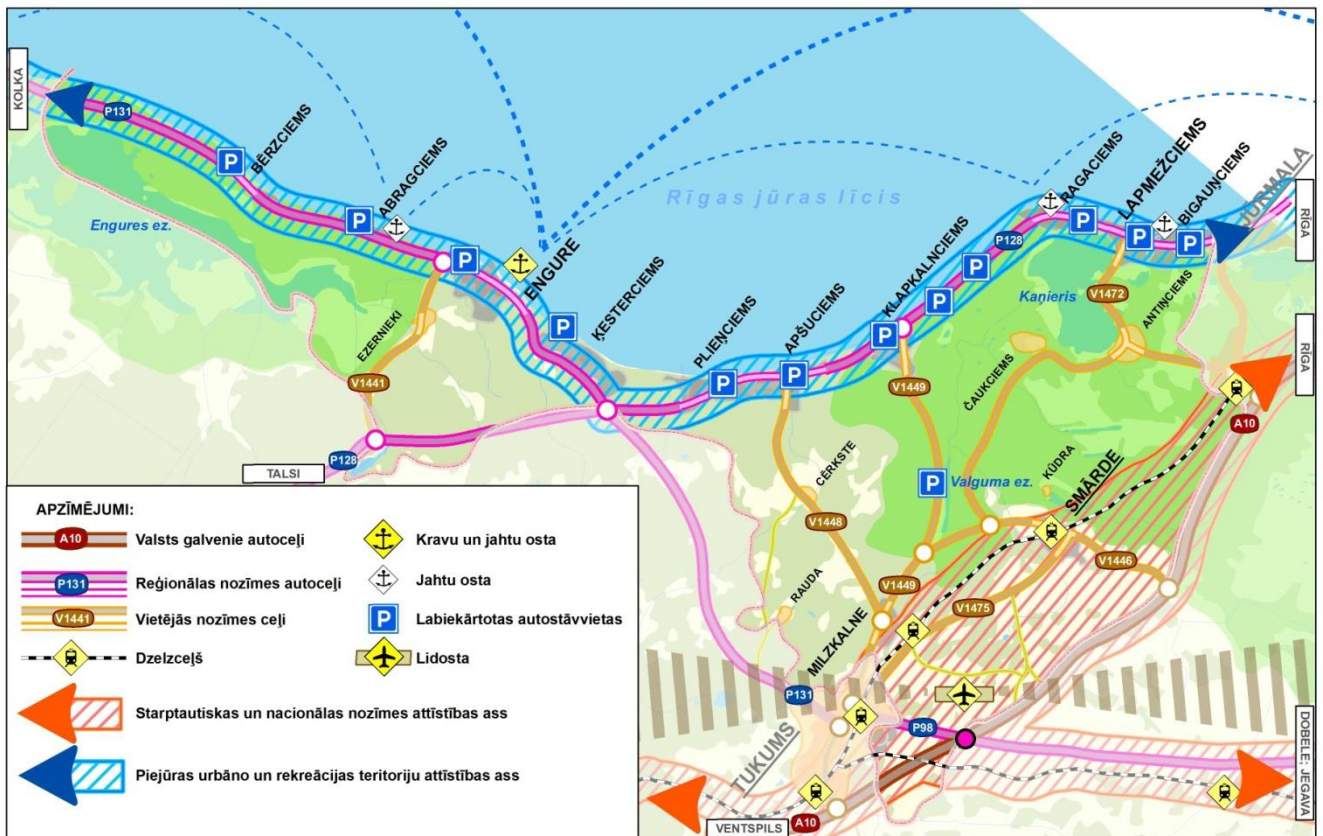 KOLKA
P131
BĒRZCIEMS
ABRAGCIEMS
Engures ez.
ENGURE
ĶESTERCIEMS
EZERNIEKI
V1441
P128
TALSI
Rīgas jūras līcis
PLIEŅCIEMS
APŠUCIEMS
KLAPKALNCIEMS
P128
RAGACIEMS
LAPMEŽCIEMS
BIGAUŅCIEMS
JŪRMALA
RĪGA
RĪGA
Kaņieris
V1472
ANTIŅCIEMS
ČAUKCIEMS
V1449
A10
CĒRKSTE
V1448
Valguma ez.
KŪDRA
SMĀRDE
V1446
RAUDA
V1449
V1475
MILZKALNE
P131
P98
TUKUMS
A10
VENTSPILS
DOBELE; JEGAVA
APZĪMĒJUMI:
A10 Valsts galvenie autoceļi
P131 Reģionālas nozīmes autoceļi
V1441 Vietējās nozīmes ceļi
Dzelzceļš
Kravu un jahtu osta
Jahtu osta
P Labiekārtotas autostāvvietas
Lidosta
Starptautiskas un nacionālas nozīmes attīstības ass
Piejūras urbāno un rekreācijas teritoriju attīstības ass
P
P
P
P
P
P
P
P
P
P
P
P
P